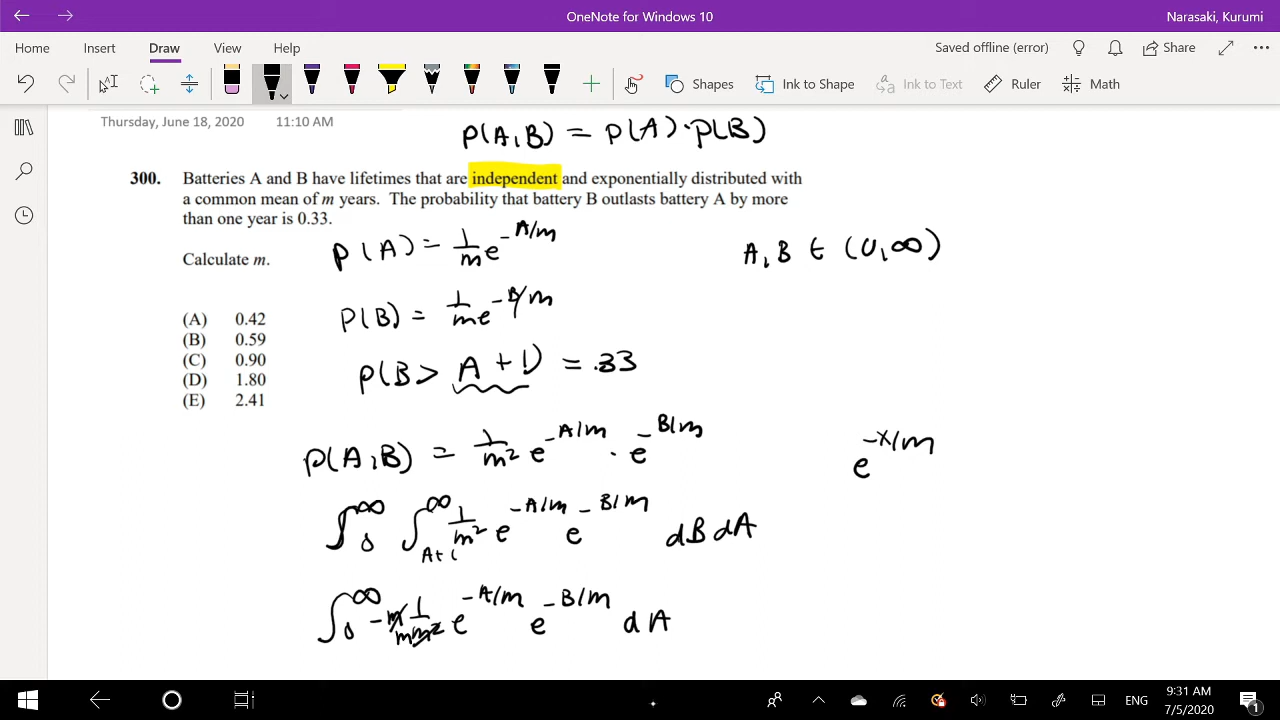 OneNote for Windows 10
Narasaki, Kurumi
Home Insert Draw View Help
Saved offline (error)
Share
Shapes
Ink to Shape
Ink to Text
Ruler
Math
Thursday, June 18, 2020 11:10 AM
P(A,B) = P(A)·P(B)
300. Batteries A and B have lifetimes that are independent and exponentially distributed with
a common mean of m years. The probability that battery B outlasts battery A by more
than one year is 0.33.
P(A) = 1/m e^{-A/m}
A, B ∈ (0,∞)
Calculate m.
P(B) = 1/m e^{-B/m}
(A) 0.42
(B) 0.59
(C) 0.90
(D) 1.80
(E) 2.41
P(B > A+1) = .33
P(A,B) = 1/m² e^{-A/m} · e^{-B/m}
e^{-x/m}
∫_0^∞ ∫_{A+1}^∞ 1/m² e^{-A/m} e^{-B/m} dB dA
∫_0^∞ -m 1/m m² e^{-A/m} e^{-B/m} dA
ENG
9:31 AM
7/5/2020
1